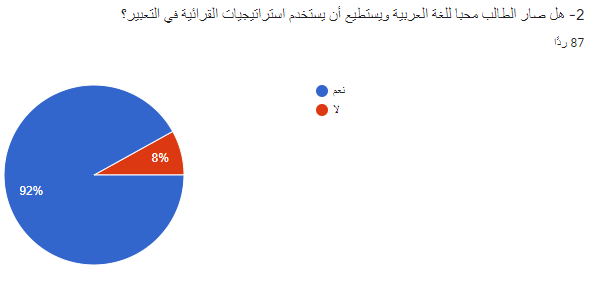 2- هل صار الطالب محبا للغة العربية ويستطيع أن يستخدم استراتيجيات القرائية في التعبير؟
87 ردًا
نعم
لا
8%
92%